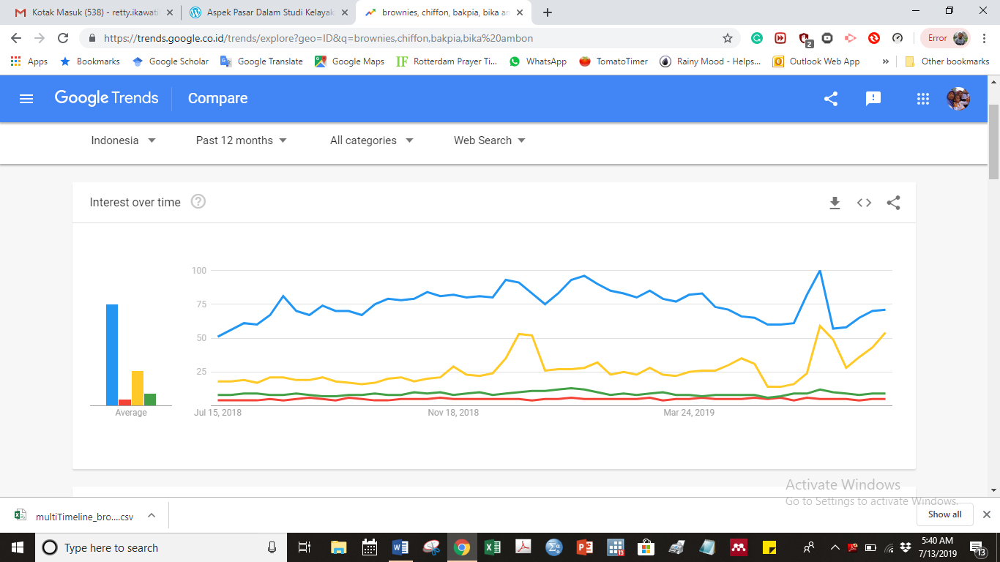 Kotak Masuk (538) - retty.ikawati
Aspek Pasar Dalam Studi Kelayak
brownies, chiffon, bakpia, bika an
https://trends.google.co.id/trends/explore?geo=ID&q=brownies,chiffon,bakpia,bika%20ambon
2
Error
Apps
Bookmarks
Google Scholar
Google Translate
Google Maps
IF Rotterdam Prayer Ti...
WhatsApp
TomatoTimer
Rainy Mood - Helps...
Outlook Web App
»
Other bookmarks
Google Trends
Compare
Indonesia
Past 12 months
All categories
Web Search
Interest over time
100
75
50
25
Average
Jul 15, 2018
Nov 18, 2018
Mar 24, 2019
Activate Windows
Go to Settings to activate Windows.
multiTimeline_bro....csv
Show all
Type here to search
5:40 AM
7/13/2019
13